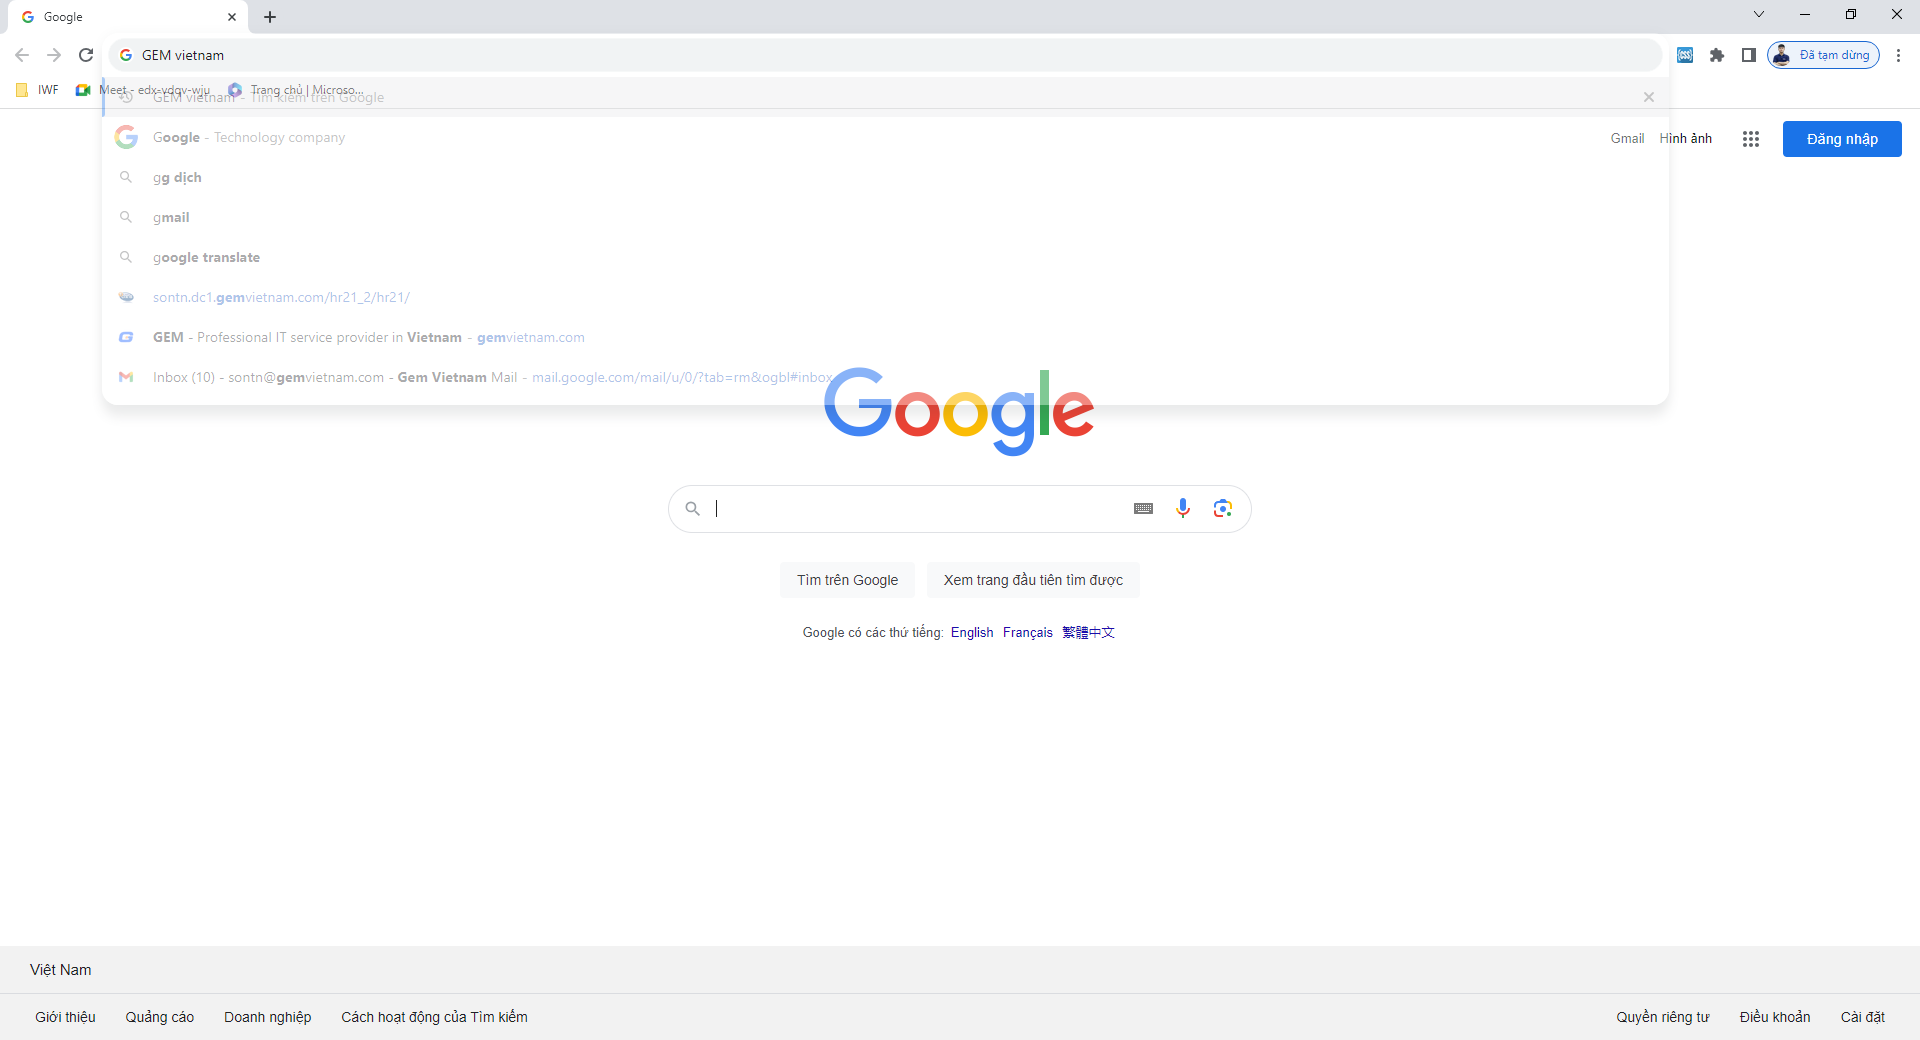 Google
GEM vietnam
Đã tạm dừng
IWF
Meet - edx-vdqv-wju
Trang chủ | Microso...
GEM vietnam - Tìm kiếm trên Google
Google - Technology company
Gmail
Hình ảnh
Đăng nhập
gg dịch
gmail
google translate
sontn.dc1.gemvietnam.com/hr21_2/hr21/
GEM - Professional IT service provider in Vietnam - gemvietnam.com
Inbox (10) - sontn@gemvietnam.com - Gem Vietnam Mail - mail.google.com/mail/u/0/?tab=rm&ogbl#inbox
Google
Tìm trên Google
Xem trang đầu tiên tìm được
Google có các thứ tiếng: English Français 繁體中文
Việt Nam
Giới thiệu
Quảng cáo
Doanh nghiệp
Cách hoạt động của Tìm kiếm
Quyền riêng tư
Điều khoản
Cài đặt